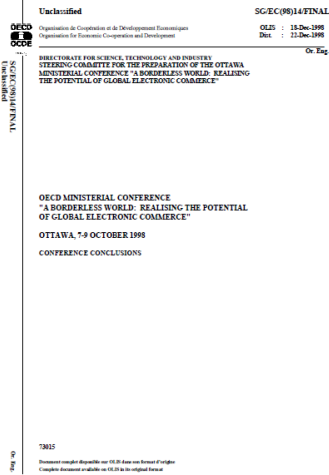 Unclassified SG/EC(98)14/FINAL
OECD
OCDE
Organisation de Coopération et de Développement Economiques OLIS : 18-Dec-1998
Organisation for Economic Co-operation and Development Dist. : 22-Dec-1998
Or. Eng.
DIRECTORATE FOR SCIENCE, TECHNOLOGY AND INDUSTRY
STEERING COMMITTE FOR THE PREPARATION OF THE OTTAWA
MINISTERIAL CONFERENCE "A BORDERLESS WORLD: REALISING
THE POTENTIAL OF GLOBAL ELECTRONIC COMMERCE"
SG/EC(98)14/FINAL
Unclassified
OECD MINISTERIAL CONFERENCE
"A BORDERLESS WORLD: REALISING THE POTENTIAL
OF GLOBAL ELECTRONIC COMMERCE"
OTTAWA, 7-9 OCTOBER 1998
CONFERENCE CONCLUSIONS
Or. Eng.
73025
Document complet disponible sur OLIS dans son format d'origine
Complete document available on OLIS in its original format